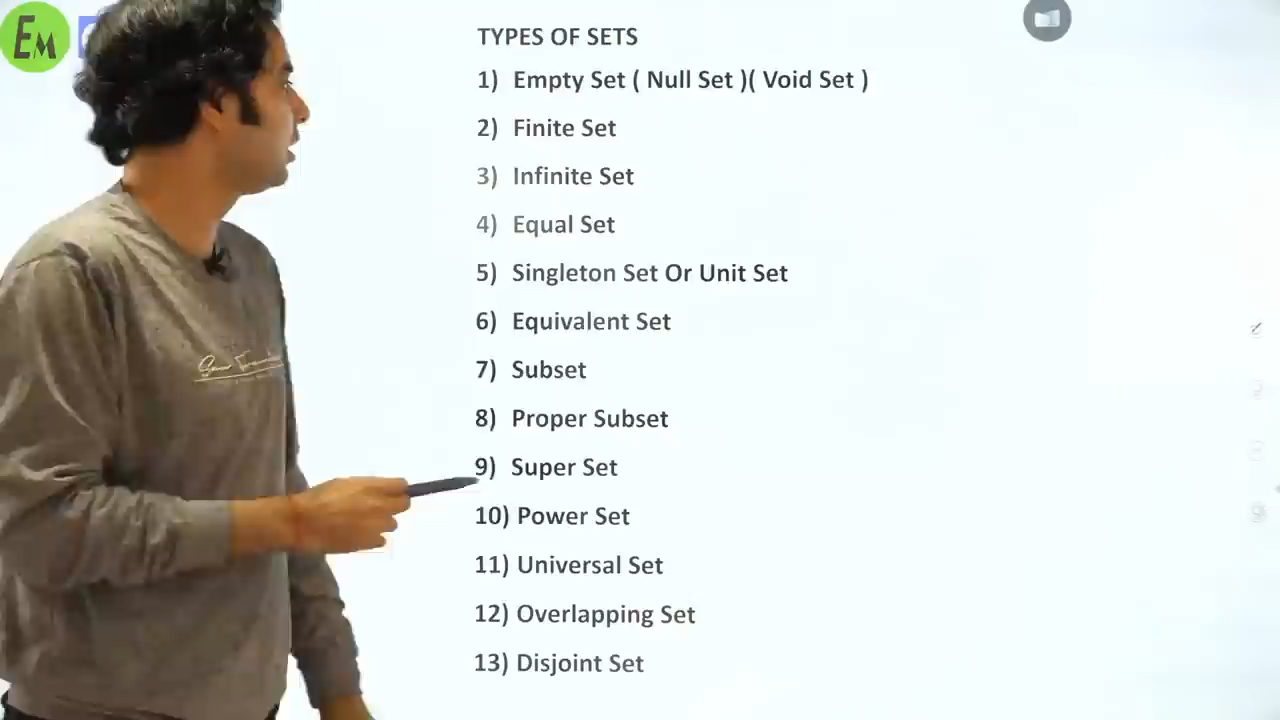 EM
TYPES OF SETS
1) Empty Set ( Null Set )( Void Set )
2) Finite Set
3) Infinite Set
4) Equal Set
5) Singleton Set Or Unit Set
6) Equivalent Set
7) Subset
8) Proper Subset
9) Super Set
10) Power Set
11) Universal Set
12) Overlapping Set
13) Disjoint Set